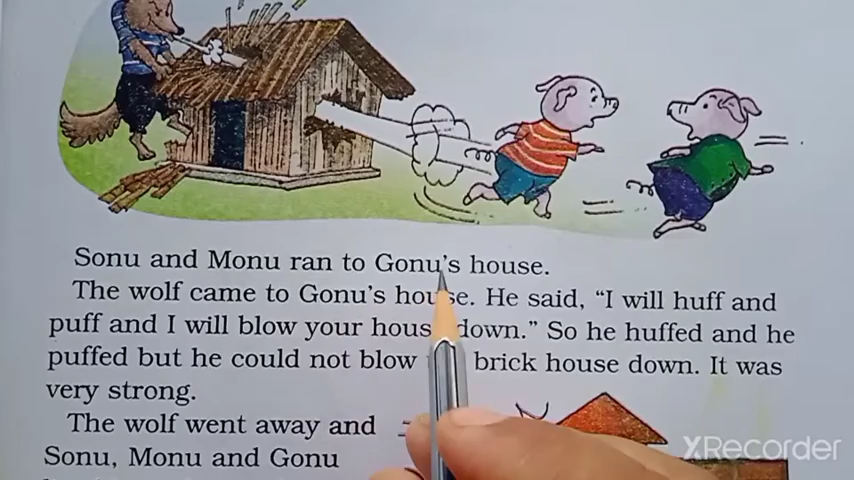 Sonu and Monu ran to Gonu's house.
The wolf came to Gonu's house. He said, "I will huff and
puff and I will blow your house down." So he huffed and he
puffed but he could not blow brick house down. It was
very strong.
The wolf went away and
Sonu, Monu and Gonu
XRecorder